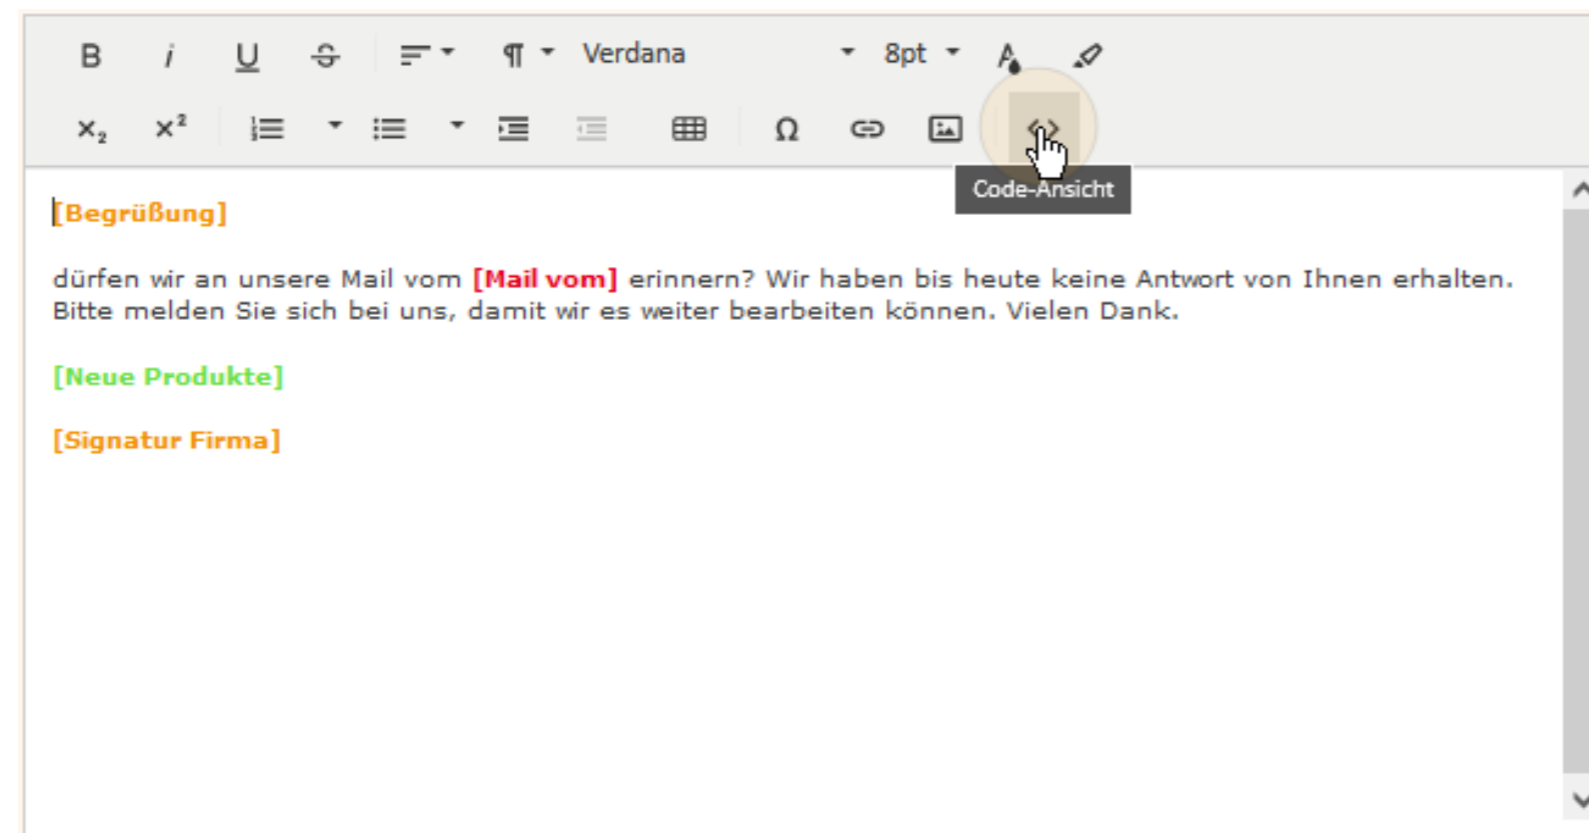 B i U S Verdana 8pt A
X₂ X² Ω <>
Code-Ansicht
[Begrüßung]
dürfen wir an unsere Mail vom [Mail vom] erinnern? Wir haben bis heute keine Antwort von Ihnen erhalten.
Bitte melden Sie sich bei uns, damit wir es weiter bearbeiten können. Vielen Dank.
[Neue Produkte]
[Signatur Firma]